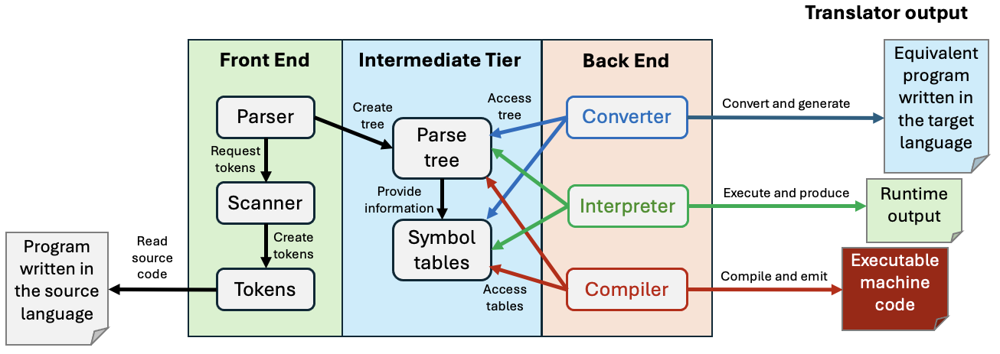 Translator output
Front End
Intermediate Tier
Back End
Parser
Request
tokens
Scanner
Create
tokens
Tokens
Read
source
code
Program
written in
the source
language
Create
tree
Parse
tree
Provide
information
Symbol
tables
Access
tree
Access
tables
Converter
Interpreter
Compiler
Convert and generate
Execute and produce
Compile and emit
Equivalent
program
written in
the target
language
Runtime
output
Executable
machine
code